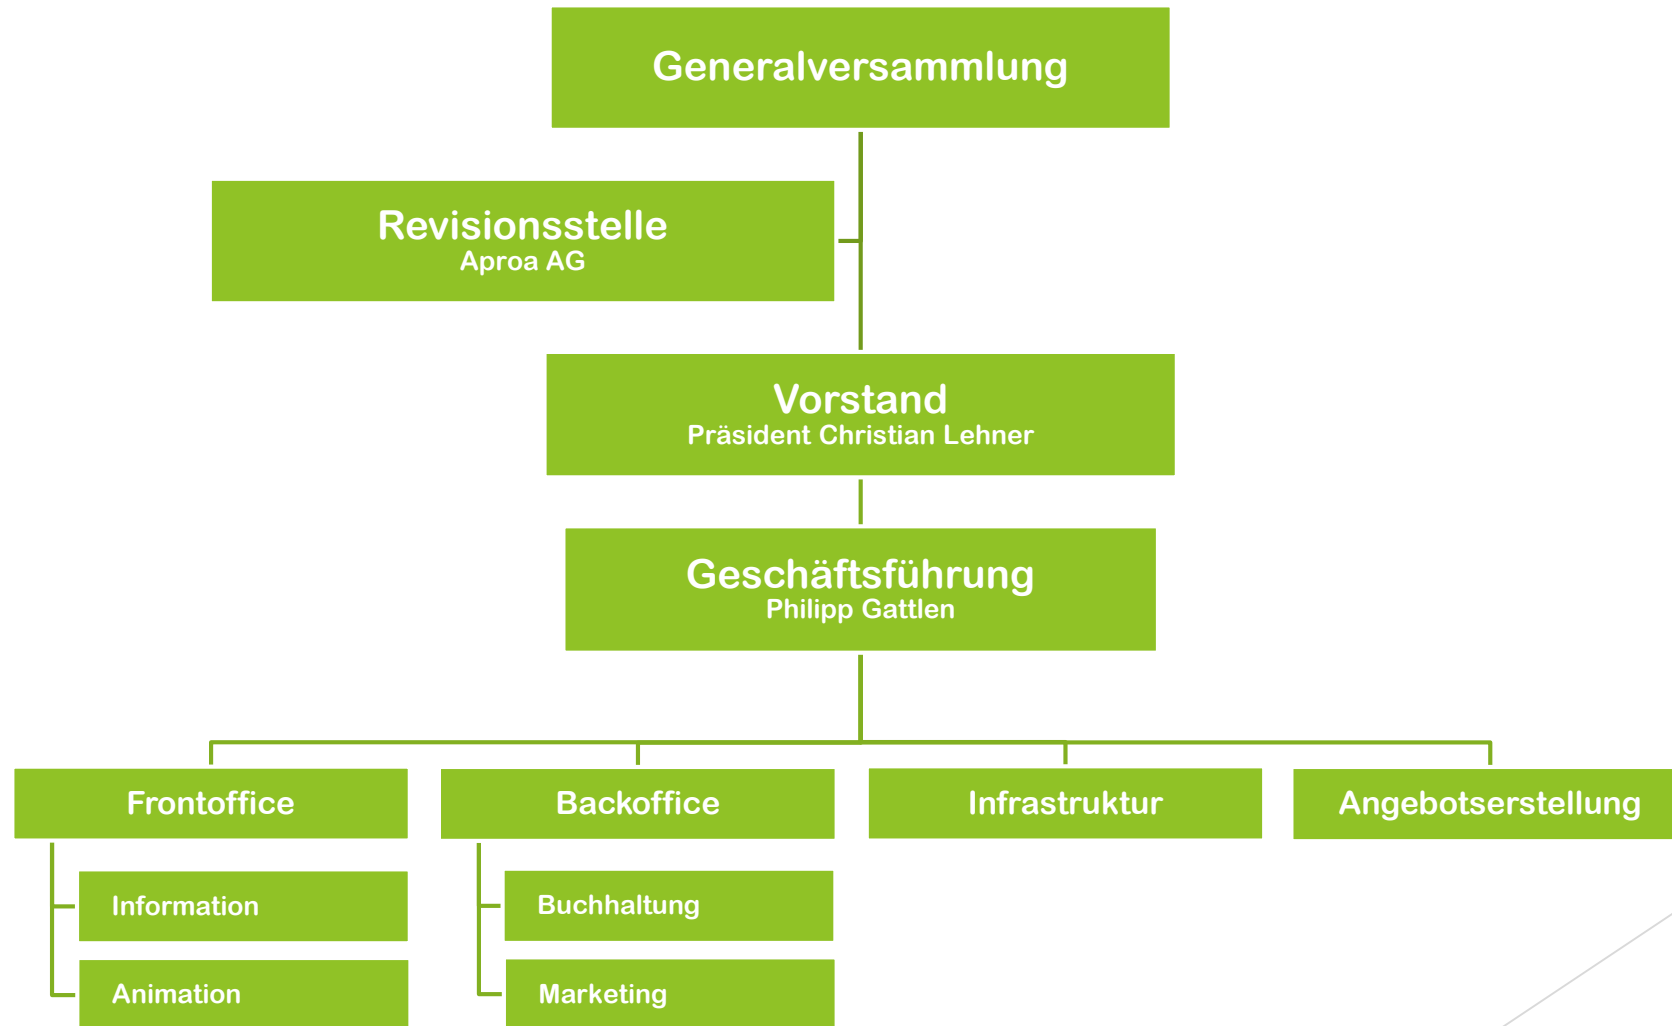 Generalversammlung
Revisionsstelle
Aproa AG
Vorstand
Präsident Christian Lehner
Geschäftsführung
Philipp Gattlen
Frontoffice
Backoffice
Infrastruktur
Angebotserstellung
Information
Buchhaltung
Animation
Marketing